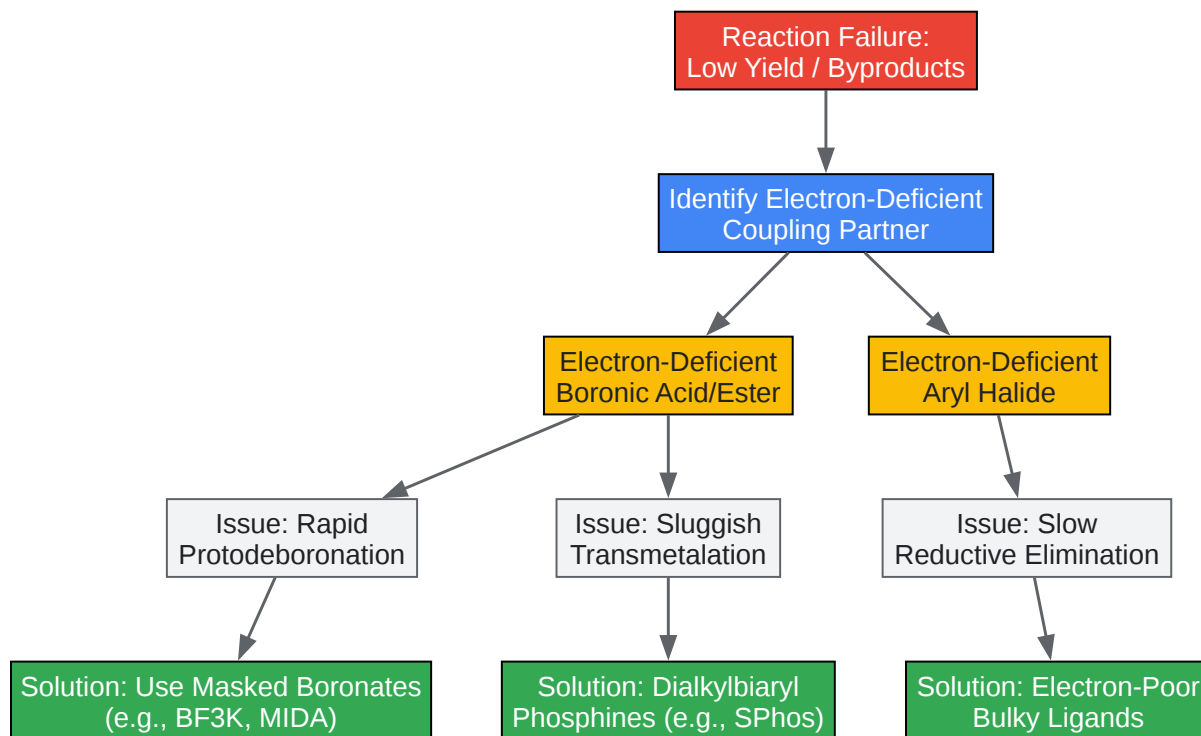 Reaction Failure:
Low Yield / Byproducts
Identify Electron-Deficient
Coupling Partner
Electron-Deficient
Boronic Acid/Ester
Electron-Deficient
Aryl Halide
Issue: Rapid
Protodeboronation
Issue: Sluggish
Transmetalation
Issue: Slow
Reductive Elimination
Solution: Use Masked Boronates
(e.g., BF3K, MIDA)
Solution: Dialkylbiaryl
Phosphines (e.g., SPhos)
Solution: Electron-Poor
Bulky Ligands